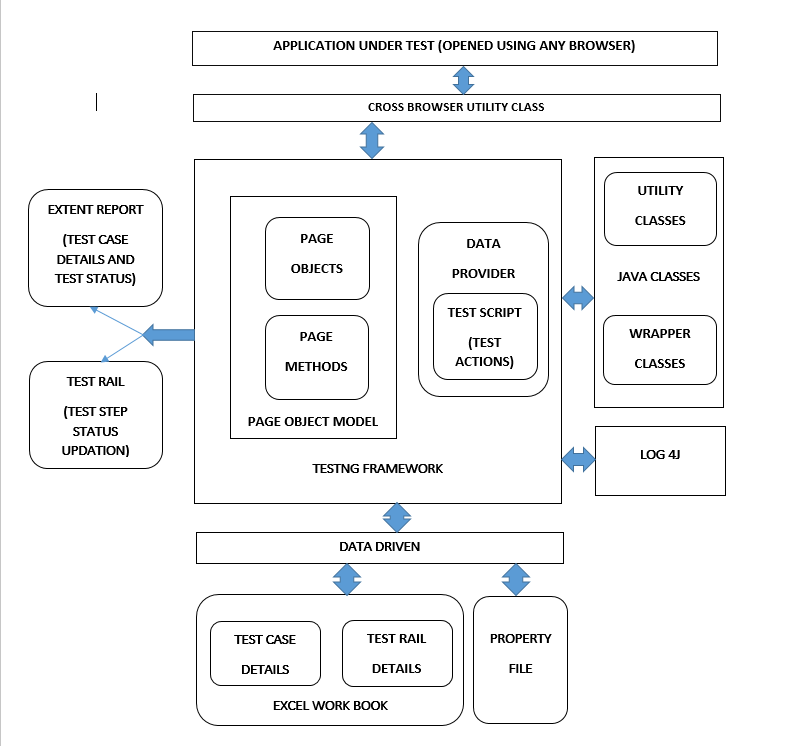 APPLICATION UNDER TEST (OPENED USING ANY BROWSER)
CROSS BROWSER UTILITY CLASS
EXTENT REPORT
(TEST CASE
DETAILS AND
TEST STATUS)
TEST RAIL
(TEST STEP
STATUS
UPDATION)
PAGE
OBJECTS
PAGE
METHODS
PAGE OBJECT MODEL
DATA
PROVIDER
TEST SCRIPT
(TEST
ACTIONS)
TESTNG FRAMEWORK
UTILITY
CLASSES
JAVA CLASSES
WRAPPER
CLASSES
LOG 4J
DATA DRIVEN
TEST CASE
DETAILS
TEST RAIL
DETAILS
EXCEL WORK BOOK
PROPERTY
FILE